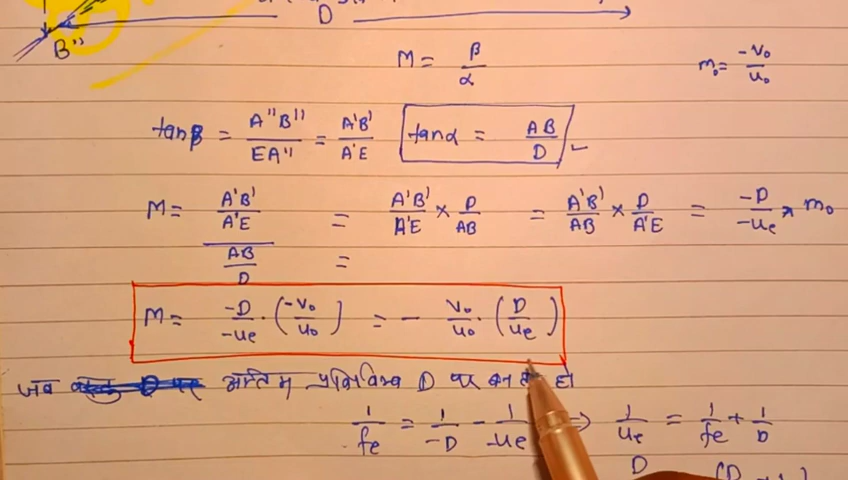 D
B''
M = β/α
m₀ = -v₀/u₀
tanβ = A''B''/EA'' = A'B'/A'E
tanα = AB/D
M = (A'B'/A'E)/(AB/D) = A'B'/A'E × D/AB = A'B'/AB × D/A'E = -D/-uₑ × m₀
=
M = -D/-uₑ · (-v₀/u₀) = - v₀/u₀ · (D/uₑ)
जब अन्तिम प्रतिबिम्ब D पर बन हो
1/fₑ = 1/-D - 1/-uₑ ⇒ 1/uₑ = 1/fₑ + 1/D
D (D